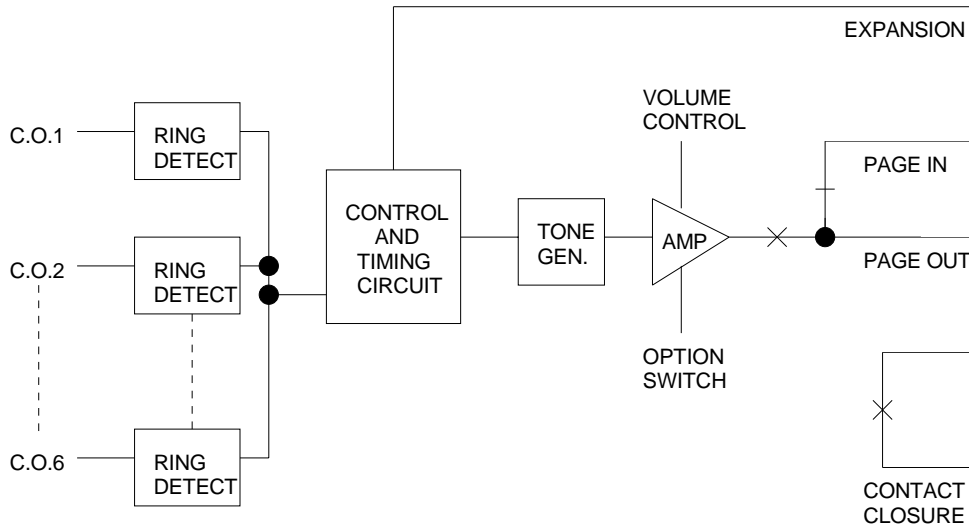 EXPANSION
VOLUME
CONTROL
C.O.1
RING
DETECT
PAGE IN
CONTROL
AND
TIMING
CIRCUIT
TONE
GEN.
AMP
C.O.2
RING
DETECT
PAGE OUT
OPTION
SWITCH
C.O.6
RING
DETECT
CONTACT
CLOSURE